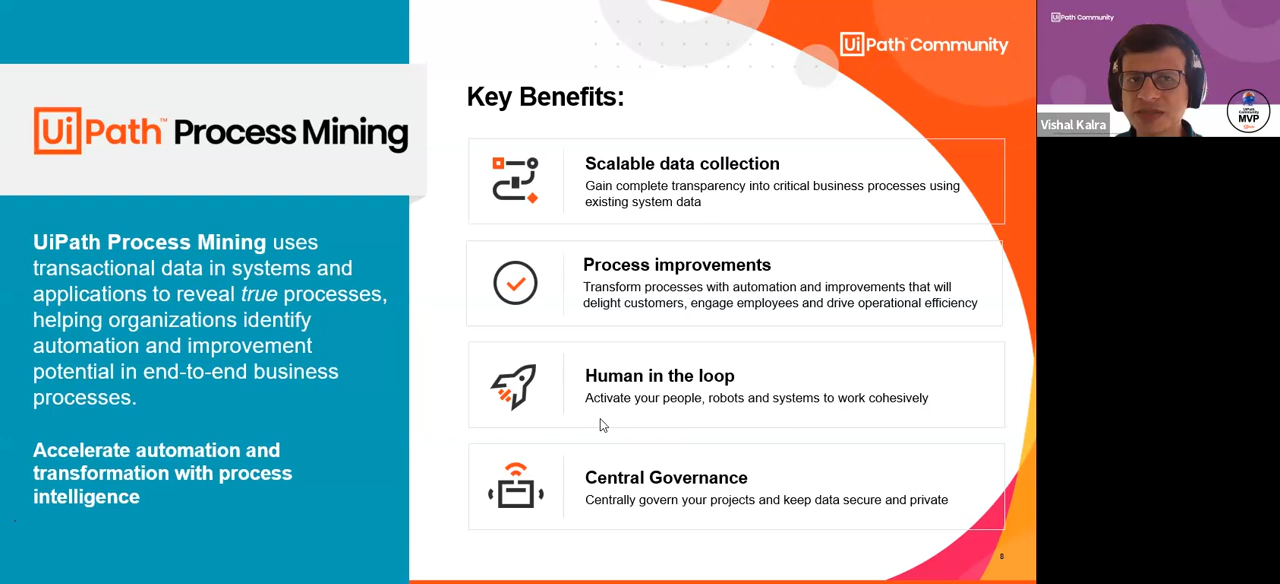 UiPath™ Process Mining
UiPath Process Mining uses
transactional data in systems and
applications to reveal true processes,
helping organizations identify
automation and improvement
potential in end-to-end business
processes.
Accelerate automation and
transformation with process
intelligence
UiPath™ Community
Key Benefits:
Scalable data collection
Gain complete transparency into critical business processes using
existing system data
Process improvements
Transform processes with automation and improvements that will
delight customers, engage employees and drive operational efficiency
Human in the loop
Activate your people, robots and systems to work cohesively
Central Governance
Centrally govern your projects and keep data secure and private
8
UiPath Community
Vishal Kalra
UiPath
Community
MVP